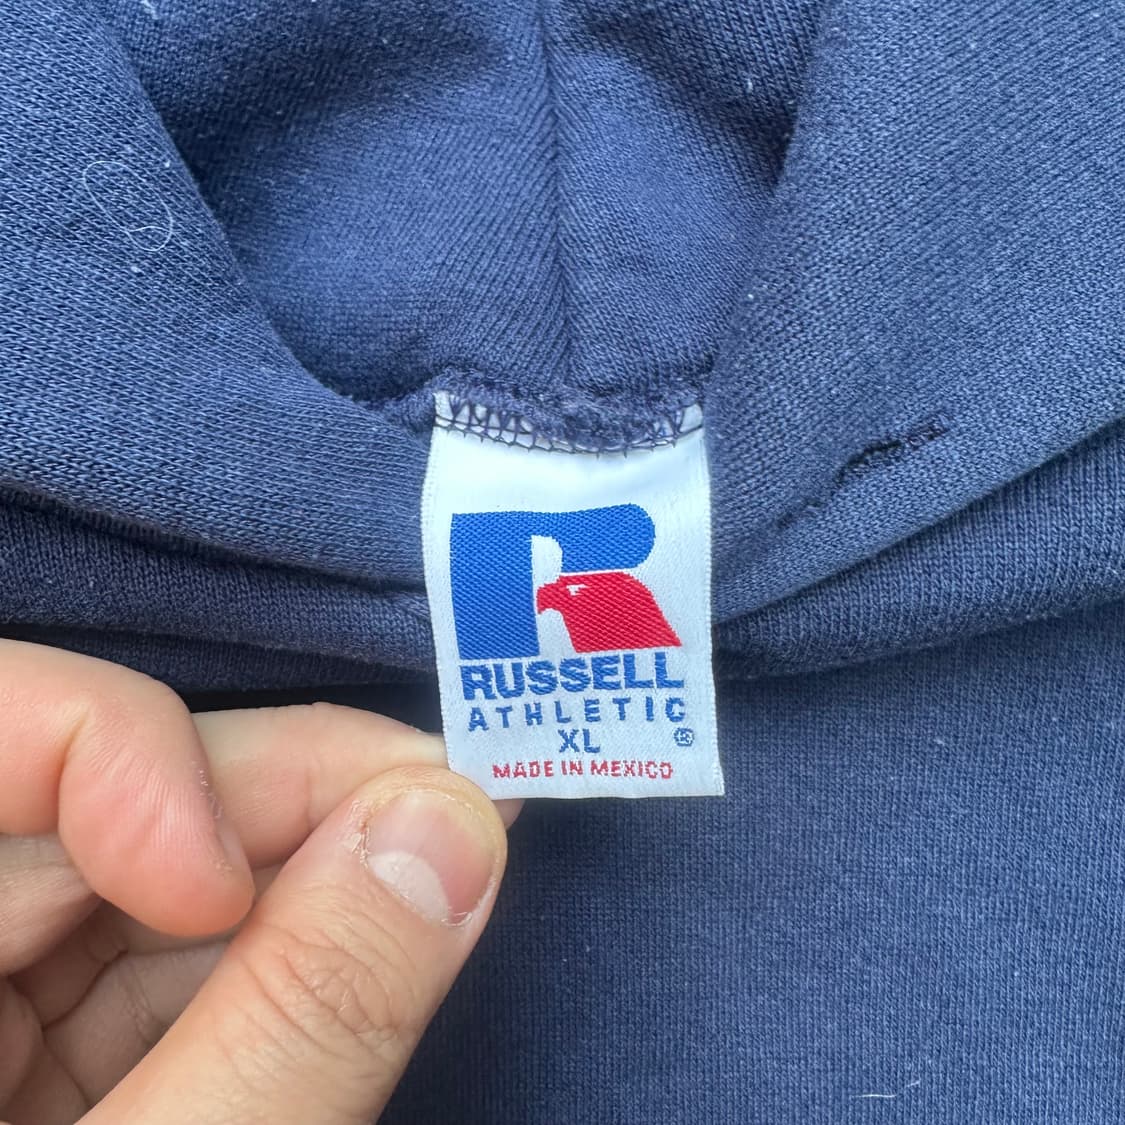 RUSSELL
ATHLETIC
XL ®
MADE IN MEXICO